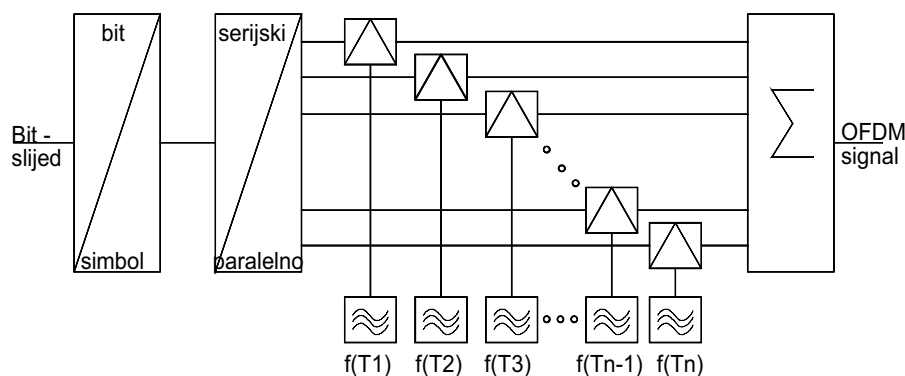 bit
serijski
Bit -
slijed
OFDM
signal
simbol
paralelno
f(T1)
f(T2)
f(T3)
f(Tn-1)
f(Tn)